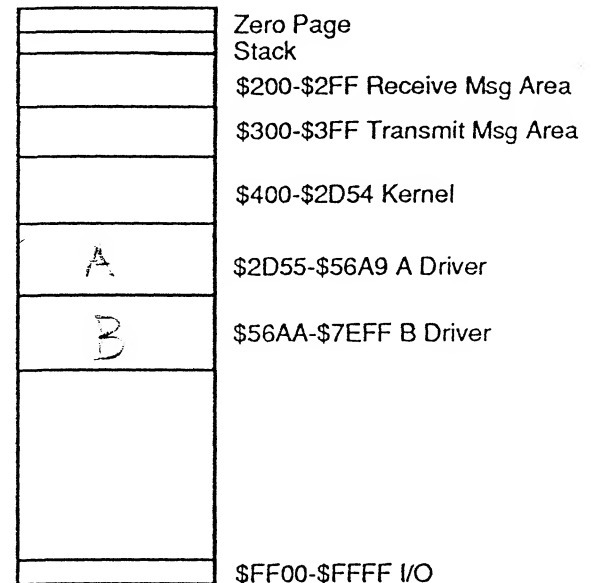 Zero Page
Stack
$200-$2FF Receive Msg Area
$300-$3FF Transmit Msg Area
$400-$2D54 Kernel
A
$2D55-$56A9 A Driver
B
$56AA-$7EFF B Driver
$FF00-$FFFF I/O